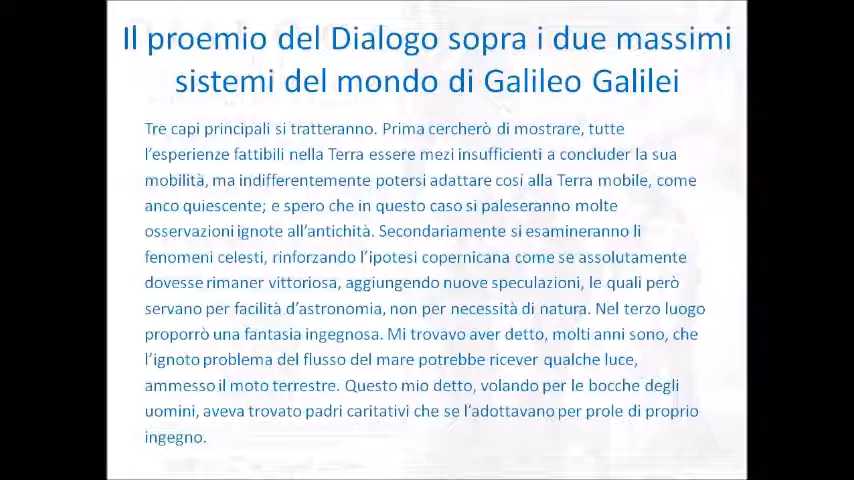 Il proemio del Dialogo sopra i due massimi
sistemi del mondo di Galileo Galilei
Tre capi principali si tratteranno. Prima cercherò di mostrare, tutte
l’esperienze fattibili nella Terra essere mezi insufficienti a concluder la sua
mobilità, ma indifferentemente potersi adattare cosí alla Terra mobile, come
anco quiescente; e spero che in questo caso si paleseranno molte
osservazioni ignote all’antichità. Secondariamente si esamineranno li
fenomeni celesti, rinforzando l’ipotesi copernicana come se assolutamente
dovesse rimaner vittoriosa, aggiungendo nuove speculazioni, le quali però
servano per facilità d’astronomia, non per necessità di natura. Nel terzo luogo
proporrò una fantasia ingegnosa. Mi trovavo aver detto, molti anni sono, che
l’ignoto problema del flusso del mare potrebbe ricever qualche luce,
ammesso il moto terrestre. Questo mio detto, volando per le bocche degli
uomini, aveva trovato padri caritativi che se l’adottavano per prole di proprio
ingegno.